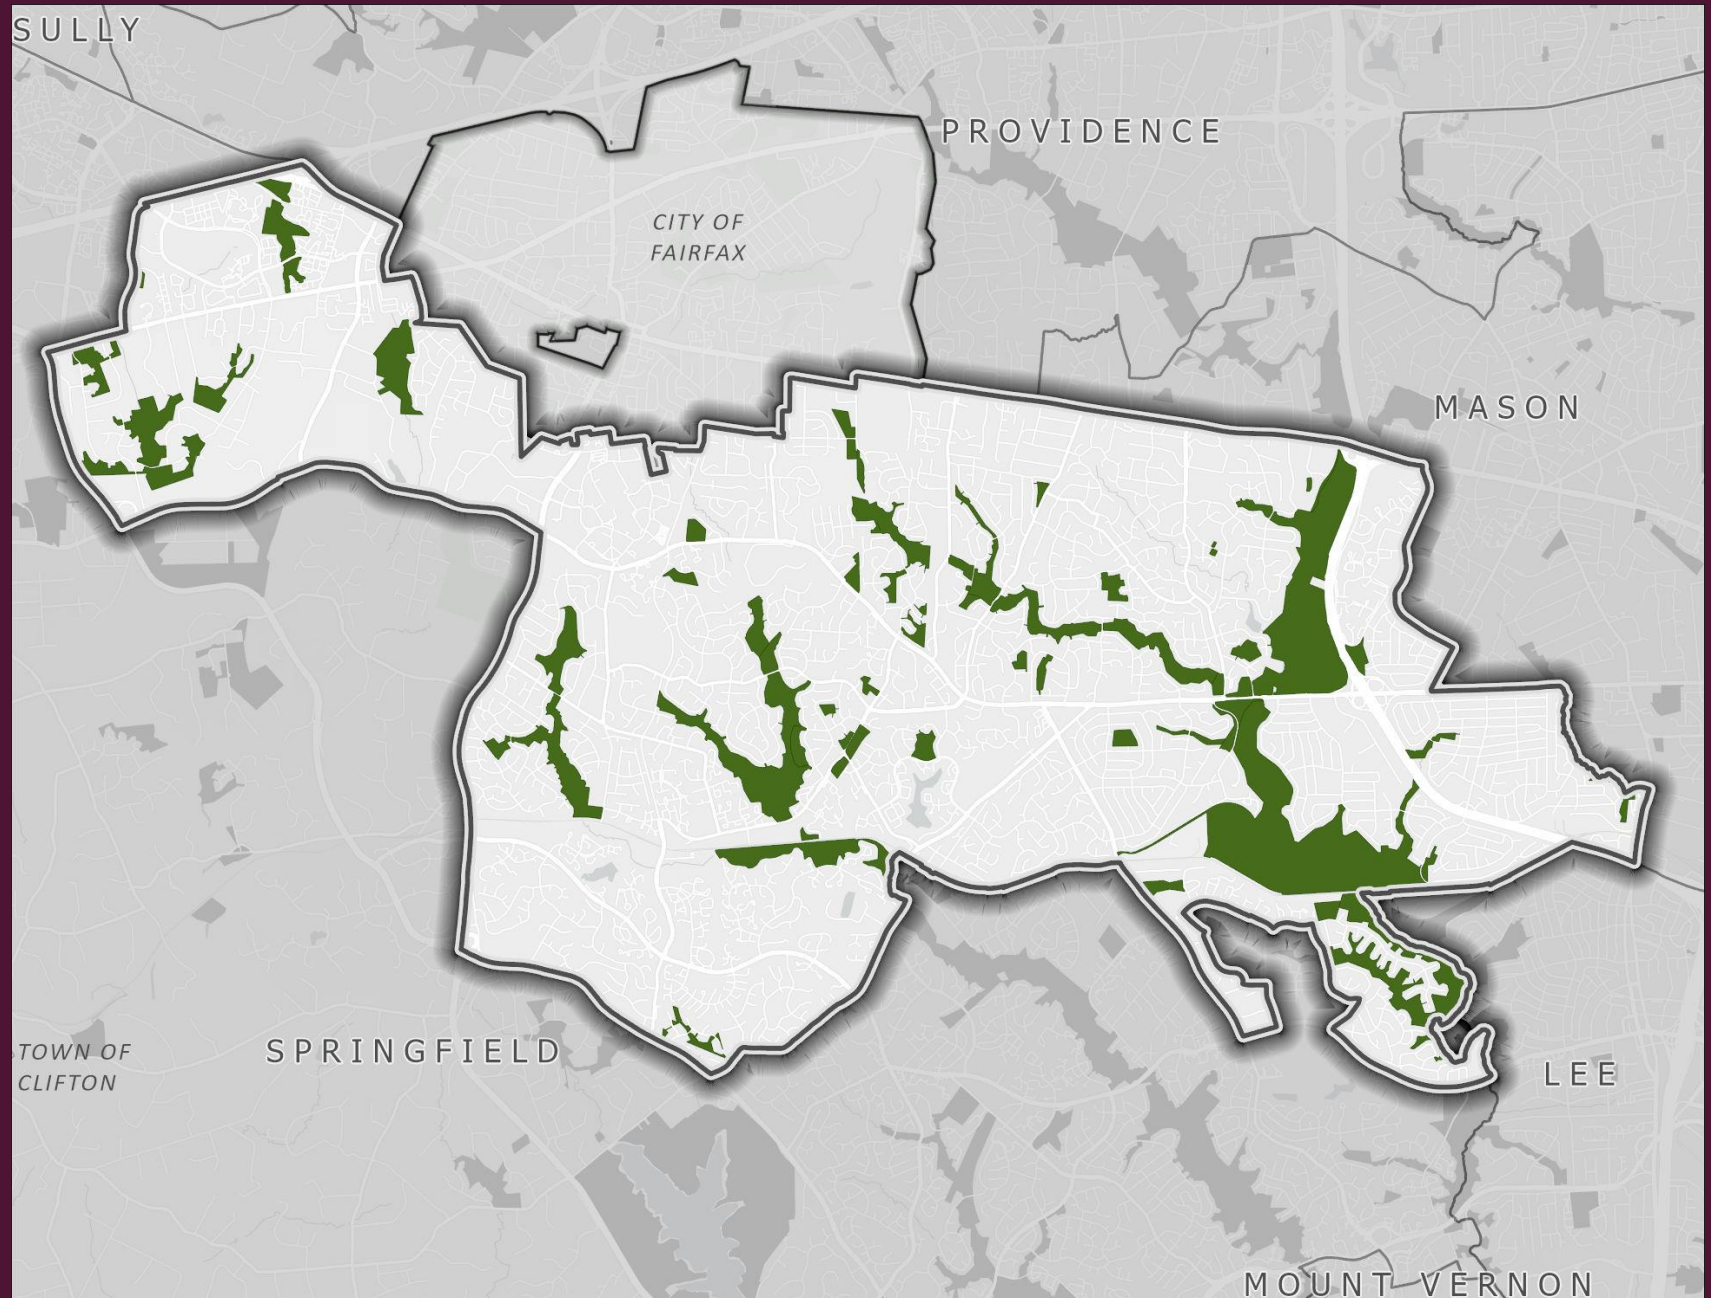 SULLY
PROVIDENCE
CITY OF
FAIRFAX
MASON
TOWN OF
CLIFTON
SPRINGFIELD
LEE
MOUNT VERNON